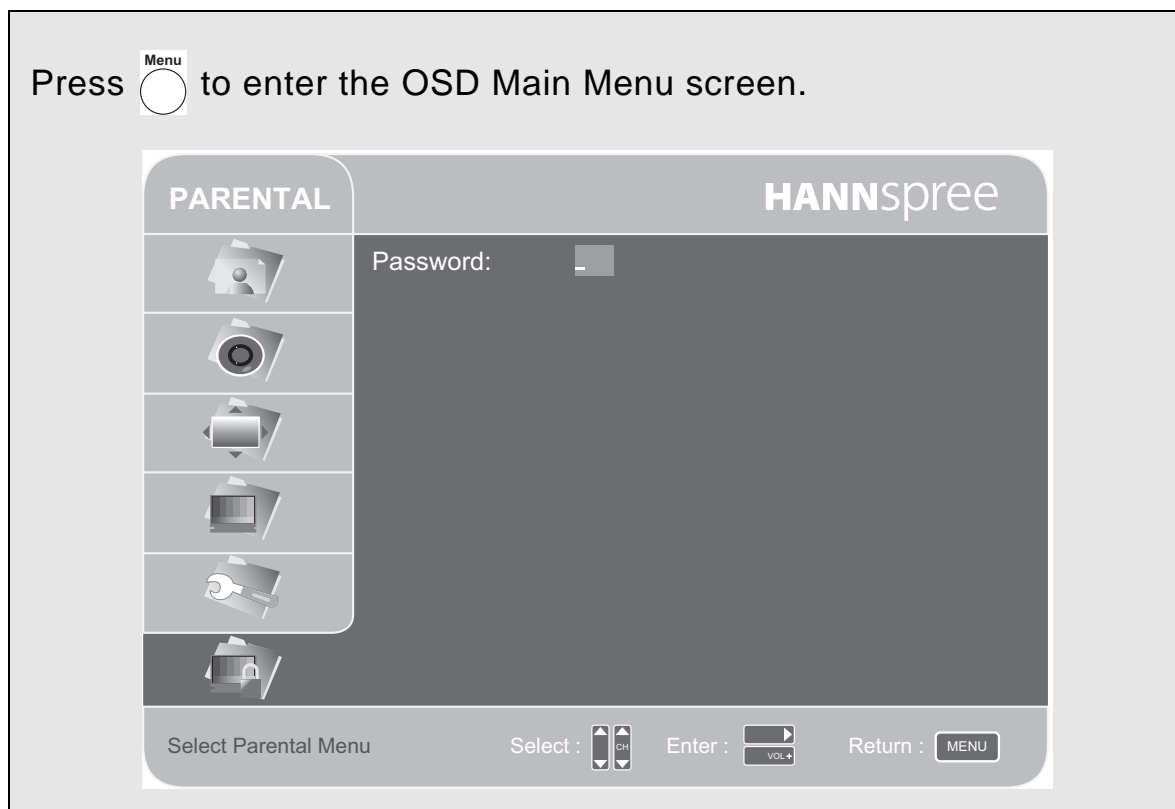 Menu
Press to enter the OSD Main Menu screen.
PARENTAL
HANNspree
Password:
Select Parental Menu
Select :
CH
Enter :
VOL+
Return :
MENU